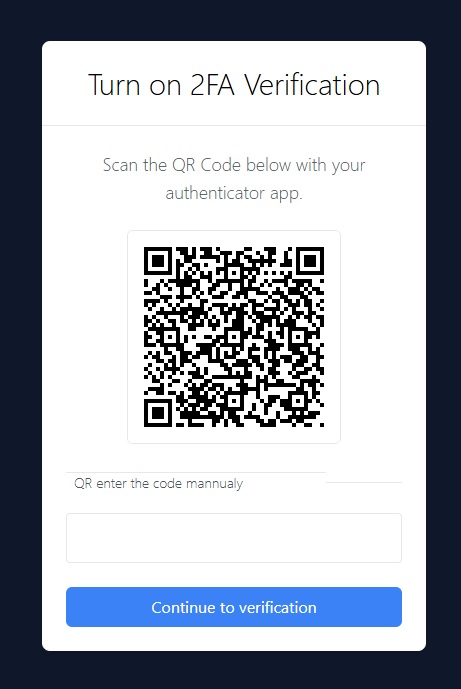 Turn on 2FA Verification
Scan the QR Code below with your
authenticator app.
QR enter the code mannualy
Continue to verification